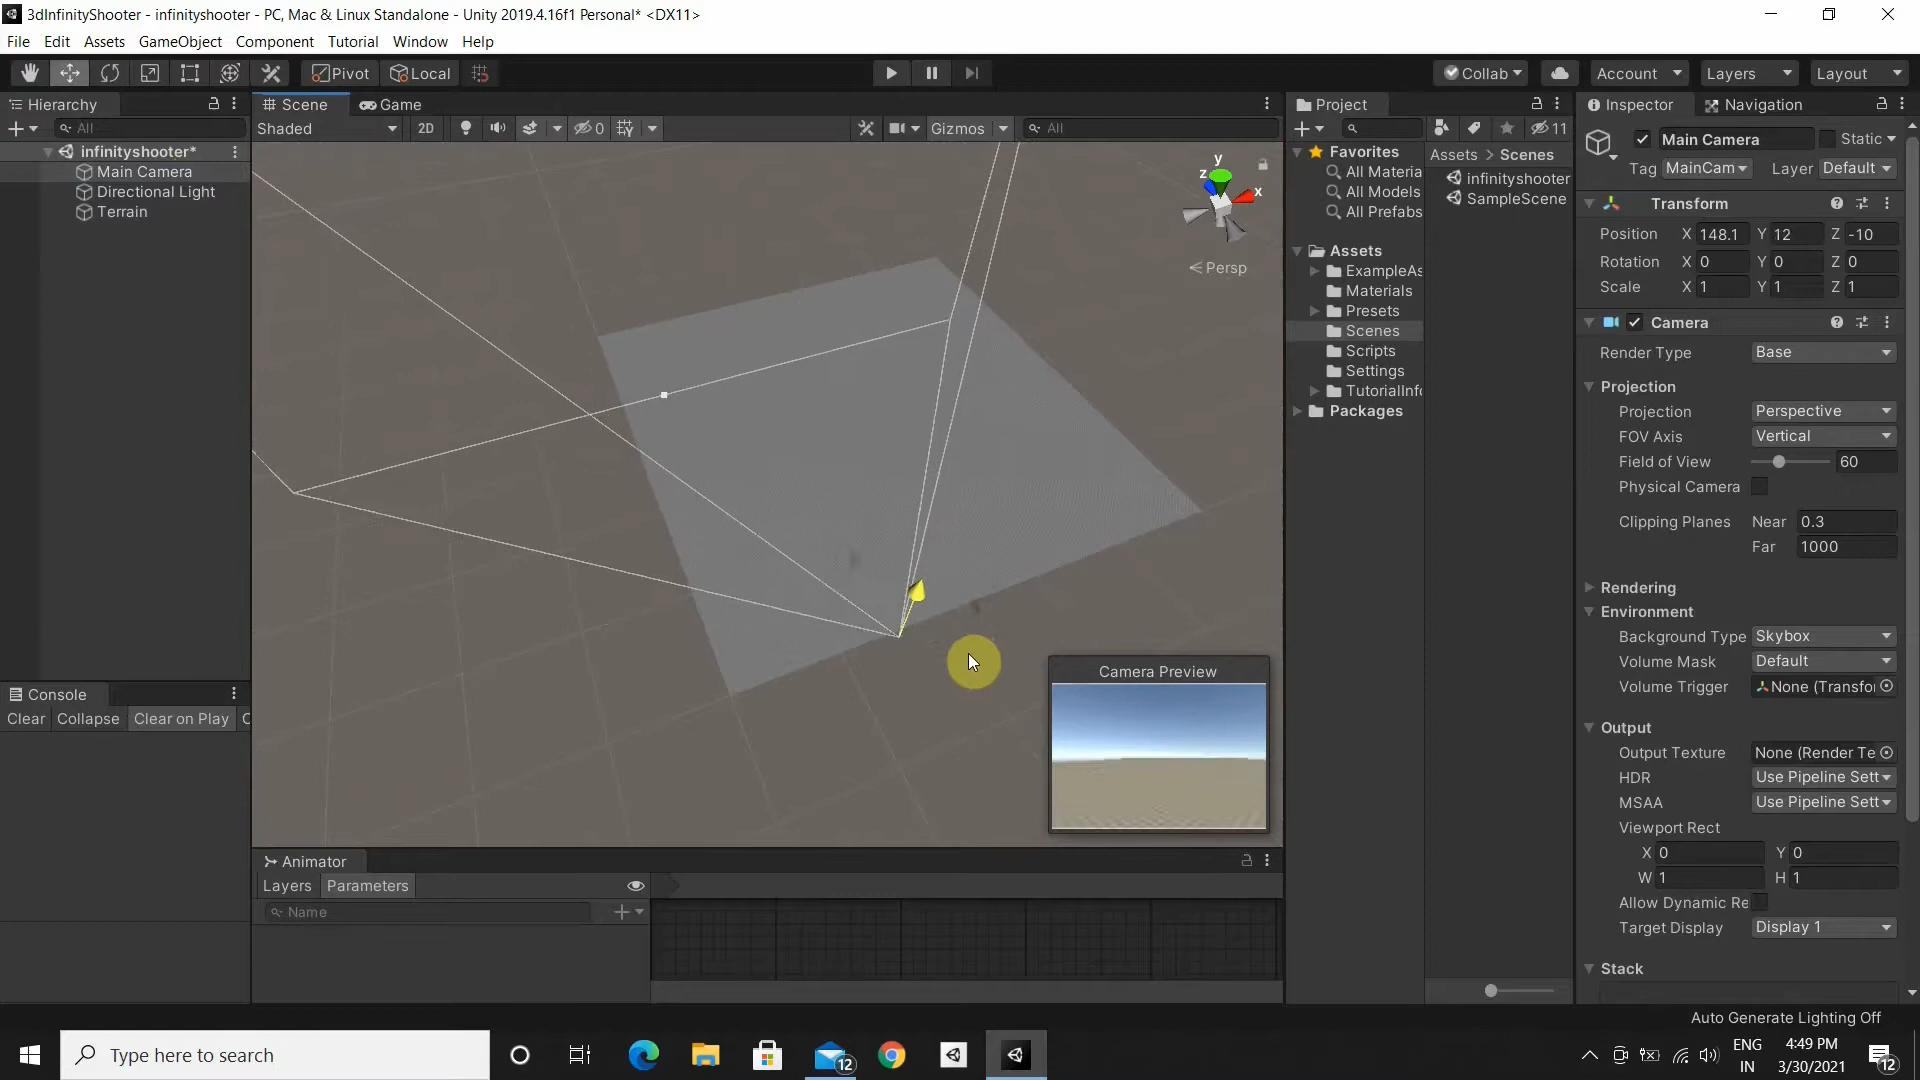 3dInfinityShooter - infinityshooter - PC, Mac & Linux Standalone - Unity 2019.4.16f1 Personal* <DX11>
File Edit Assets GameObject Component Tutorial Window Help
Pivot Local Collab Account Layers Layout
Hierarchy
All
infinityshooter*
Main Camera
Directional Light
Terrain
Console
Clear Collapse Clear on Play C
Scene Game
Shaded 2D 0 Gizmos All
y
z
x
Persp
Camera Preview
Animator
Layers Parameters
Name
Project
11
Favorites
All Materia
All Models
All Prefabs
Assets
ExampleAs
Materials
Presets
Scenes
Scripts
Settings
TutorialInfo
Packages
Assets > Scenes
infinityshooter
SampleScene
Inspector Navigation
Main Camera Static
Tag MainCam Layer Default
Transform
Position X 148.1 Y 12 Z -10
Rotation X 0 Y 0 Z 0
Scale X 1 Y 1 Z 1
Camera
Render Type Base
Projection
Projection Perspective
FOV Axis Vertical
Field of View 60
Physical Camera
Clipping Planes Near 0.3
Far 1000
Rendering
Environment
Background Type Skybox
Volume Mask Default
Volume Trigger None (Transfo
Output
Output Texture None (Render Te
HDR Use Pipeline Sett
MSAA Use Pipeline Sett
Viewport Rect
X 0 Y 0
W 1 H 1
Allow Dynamic Re
Target Display Display 1
Stack
Auto Generate Lighting Off
Type here to search
12
ENG
IN
4:49 PM
3/30/2021
12